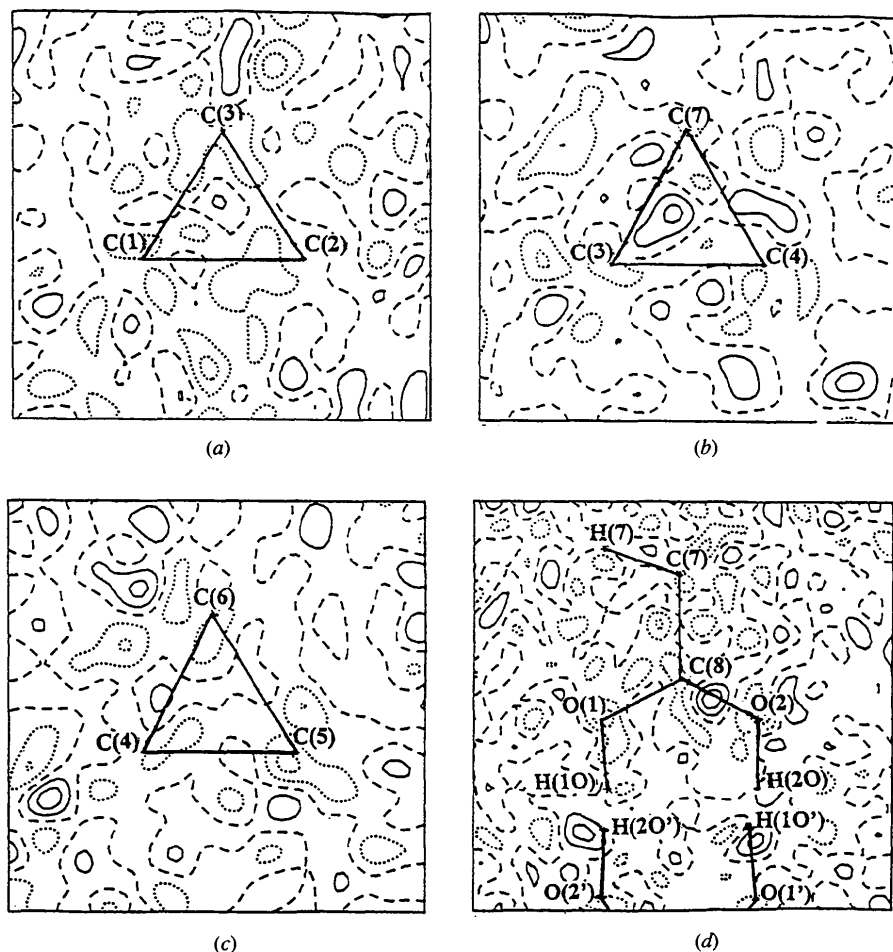 C(3)
C(1)
C(2)
(a)
C(7)
C(3)
C(4)
(b)
C(6)
C(4)
C(5)
(c)
H(7)
C(7)
C(8)
O(1)
O(2)
H(1O)
H(2O)
H(2O')
H(1O')
O(2')
O(1')
(d)